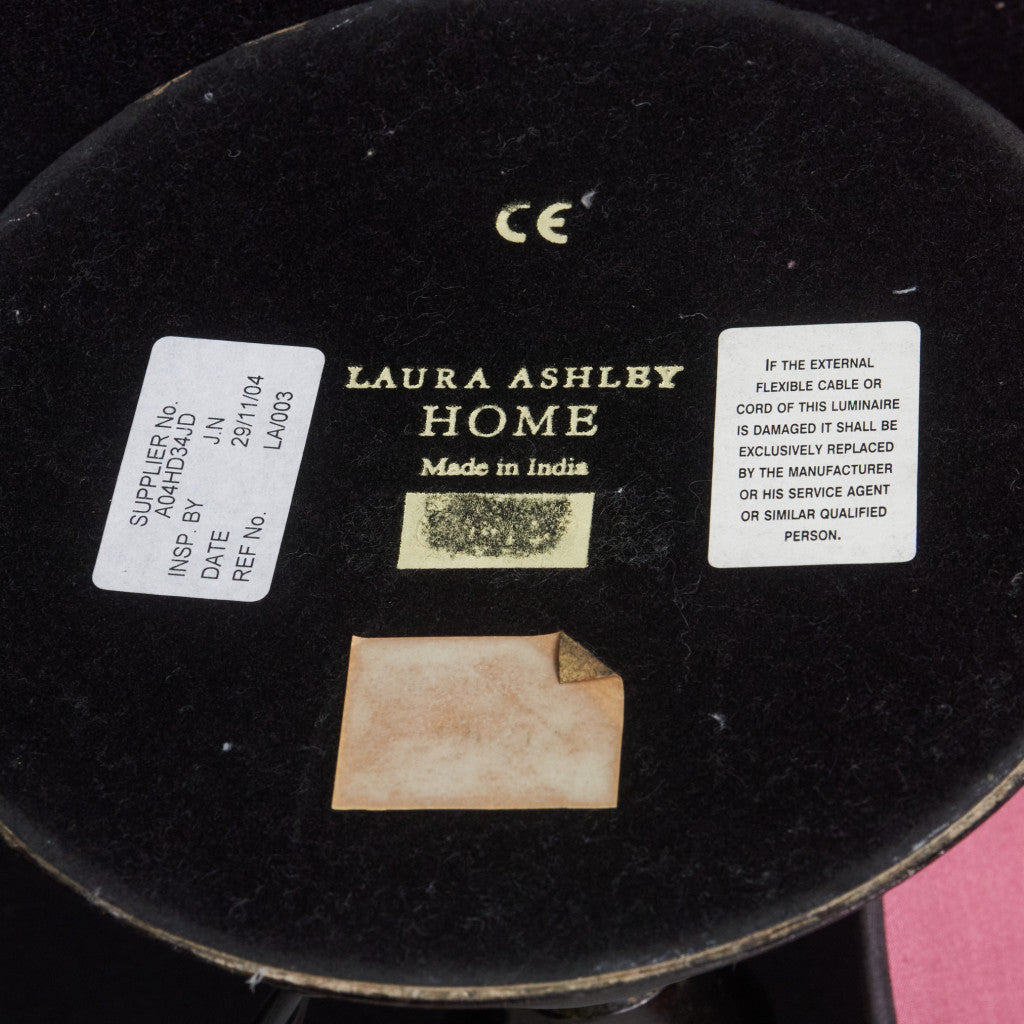 CE
LAURA ASHLEY
HOME
Made in India
SUPPLIER No.
A04HD34JD
INSP. BY J.N
DATE 29/11/04
REF No. LA/003
IF THE EXTERNAL
FLEXIBLE CABLE OR
CORD OF THIS LUMINAIRE
IS DAMAGED IT SHALL BE
EXCLUSIVELY REPLACED
BY THE MANUFACTURER
OR HIS SERVICE AGENT
OR SIMILAR QUALIFIED
PERSON.